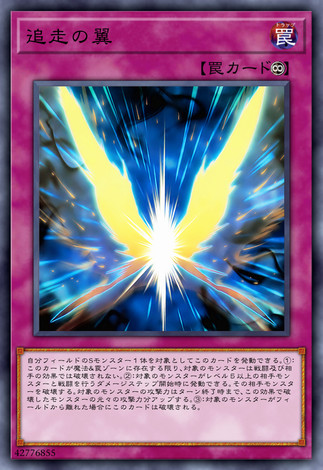 追走の翼
トラップ
罠
【罠カード】
自分フィールドのSモンスター１体を対象としてこのカードを発動できる。①：
このカードが魔法&罠ゾーンに存在する限り、対象のモンスターは戦闘及び相
手の効果では破壊されない。②：対象のモンスターがレベル５以上の相手モン
スターと戦闘を行うダメージステップ開始時に発動できる。その相手モンスタ
ーを破壊する。対象のモンスターの攻撃力はターン終了時まで、この効果で破
壊したモンスターの元々の攻撃力分アップする。③：対象のモンスターがフィ
ールドから離れた場合にこのカードは破壊される。
42776855